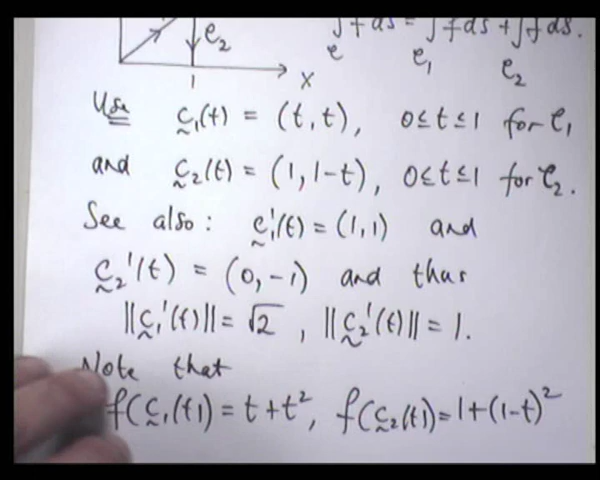 ∫f ds = ∫f ds + ∫f ds.
e e₁ e₂
e₂
1 x
Use c₁(t) = (t, t), 0≤t≤1 for e₁
and c₂(t) = (1, 1-t), 0≤t≤1 for e₂.
See also: c₁'(t) = (1, 1) and
c₂'(t) = (0, -1) and thus
||c₁'(t)|| = √2, ||c₂'(t)|| = 1.
Note that
f(c₁(t)) = t+t², f(c₂(t)) = 1+(1-t)²